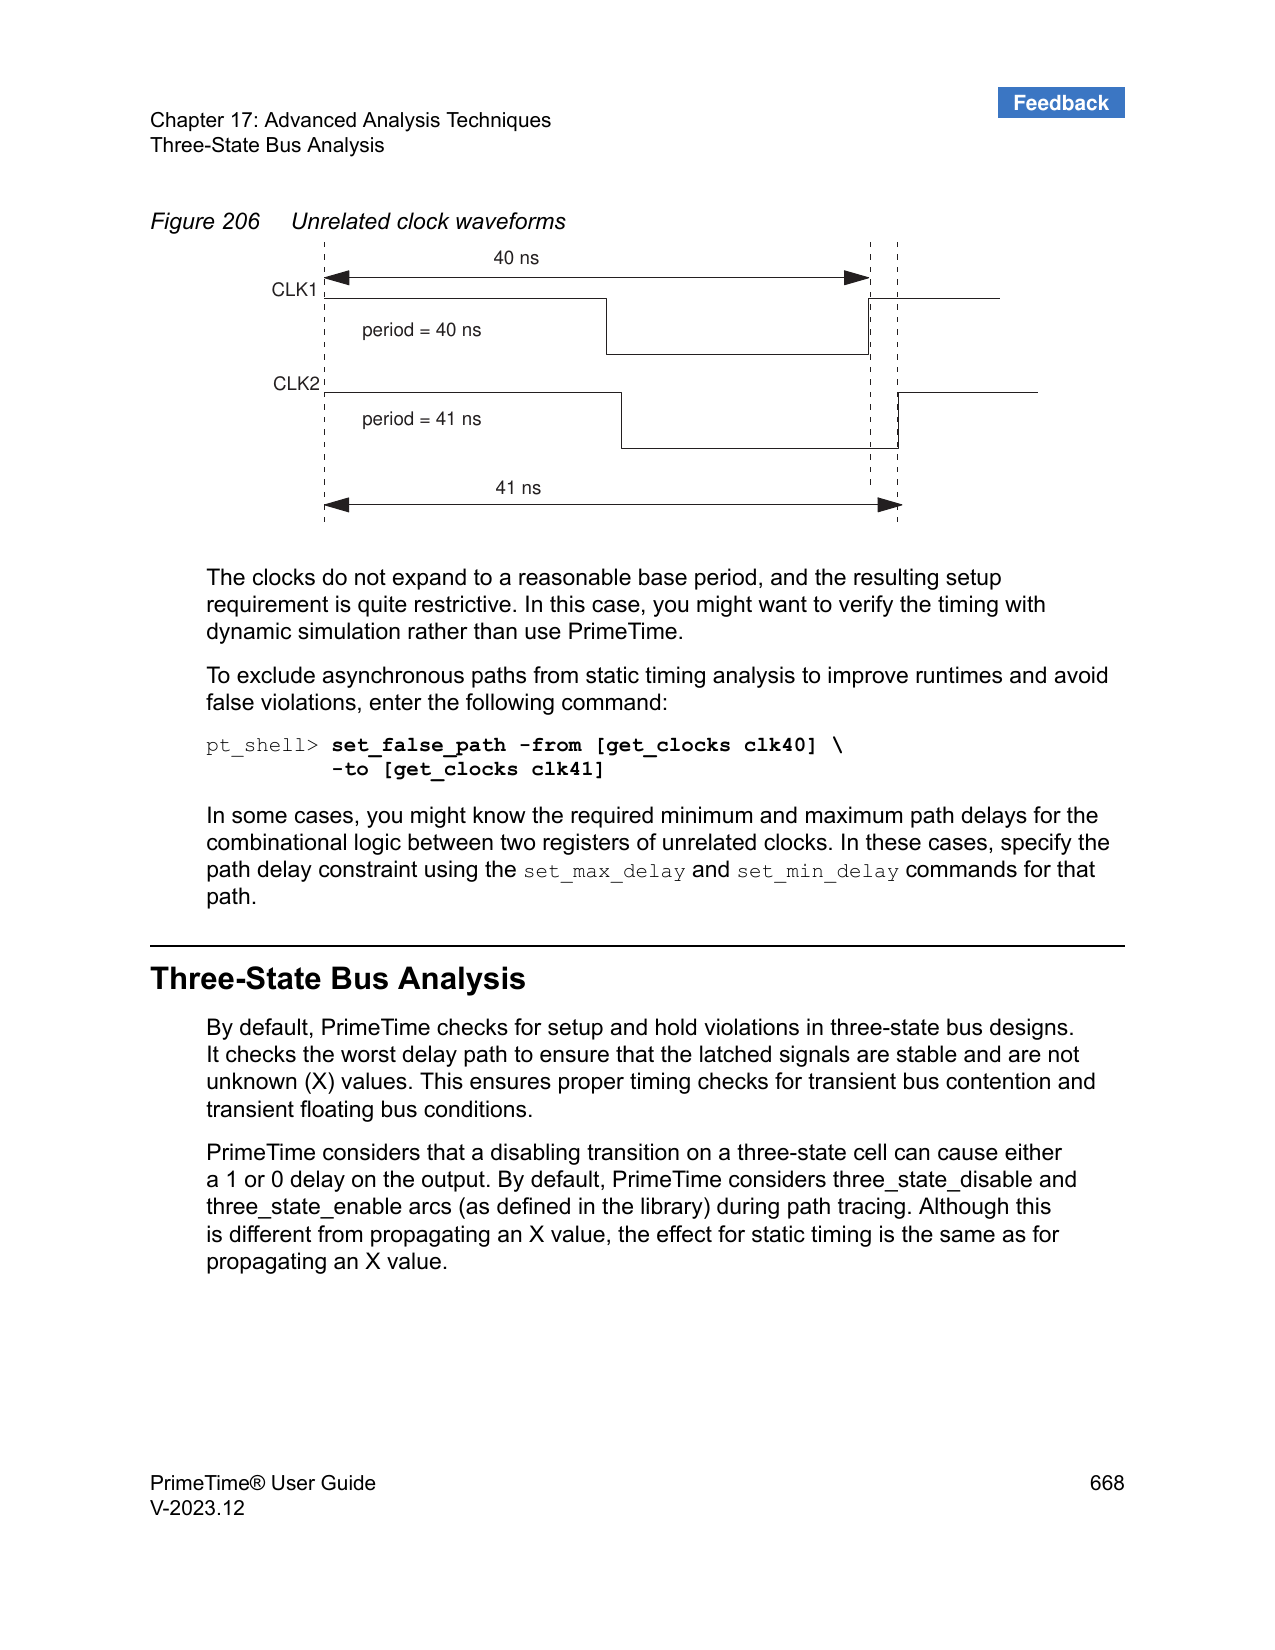 Feedback
Chapter 17: Advanced Analysis Techniques
Three-State Bus Analysis
Figure 206 Unrelated clock waveforms
40 ns
CLK1
period = 40 ns
CLK2
period = 41 ns
41 ns
The clocks do not expand to a reasonable base period, and the resulting setup
requirement is quite restrictive. In this case, you might want to verify the timing with
dynamic simulation rather than use PrimeTime.
To exclude asynchronous paths from static timing analysis to improve runtimes and avoid
false violations, enter the following command:
pt_shell> set_false_path -from [get_clocks clk40] \
-to [get_clocks clk41]
In some cases, you might know the required minimum and maximum path delays for the
combinational logic between two registers of unrelated clocks. In these cases, specify the
path delay constraint using the set_max_delay and set_min_delay commands for that
path.
Three-State Bus Analysis
By default, PrimeTime checks for setup and hold violations in three-state bus designs.
It checks the worst delay path to ensure that the latched signals are stable and are not
unknown (X) values. This ensures proper timing checks for transient bus contention and
transient floating bus conditions.
PrimeTime considers that a disabling transition on a three-state cell can cause either
a 1 or 0 delay on the output. By default, PrimeTime considers three_state_disable and
three_state_enable arcs (as defined in the library) during path tracing. Although this
is different from propagating an X value, the effect for static timing is the same as for
propagating an X value.
PrimeTime® User Guide 668
V-2023.12